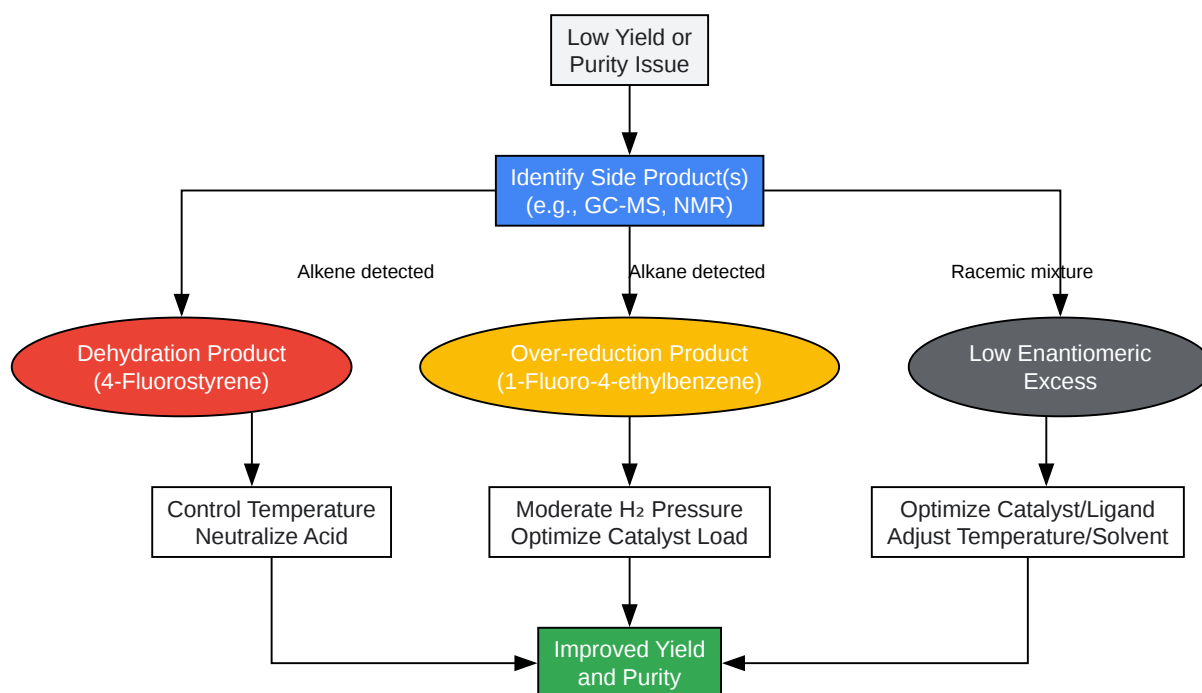 Low Yield or
Purity Issue
Identify Side Product(s)
(e.g., GC-MS, NMR)
Alkene detected
Alkane detected
Racemic mixture
Dehydration Product
(4-Fluorostyrene)
Over-reduction Product
(1-Fluoro-4-ethylbenzene)
Low Enantiomeric
Excess
Control Temperature
Neutralize Acid
Moderate H₂ Pressure
Optimize Catalyst Load
Optimize Catalyst/Ligand
Adjust Temperature/Solvent
Improved Yield
and Purity